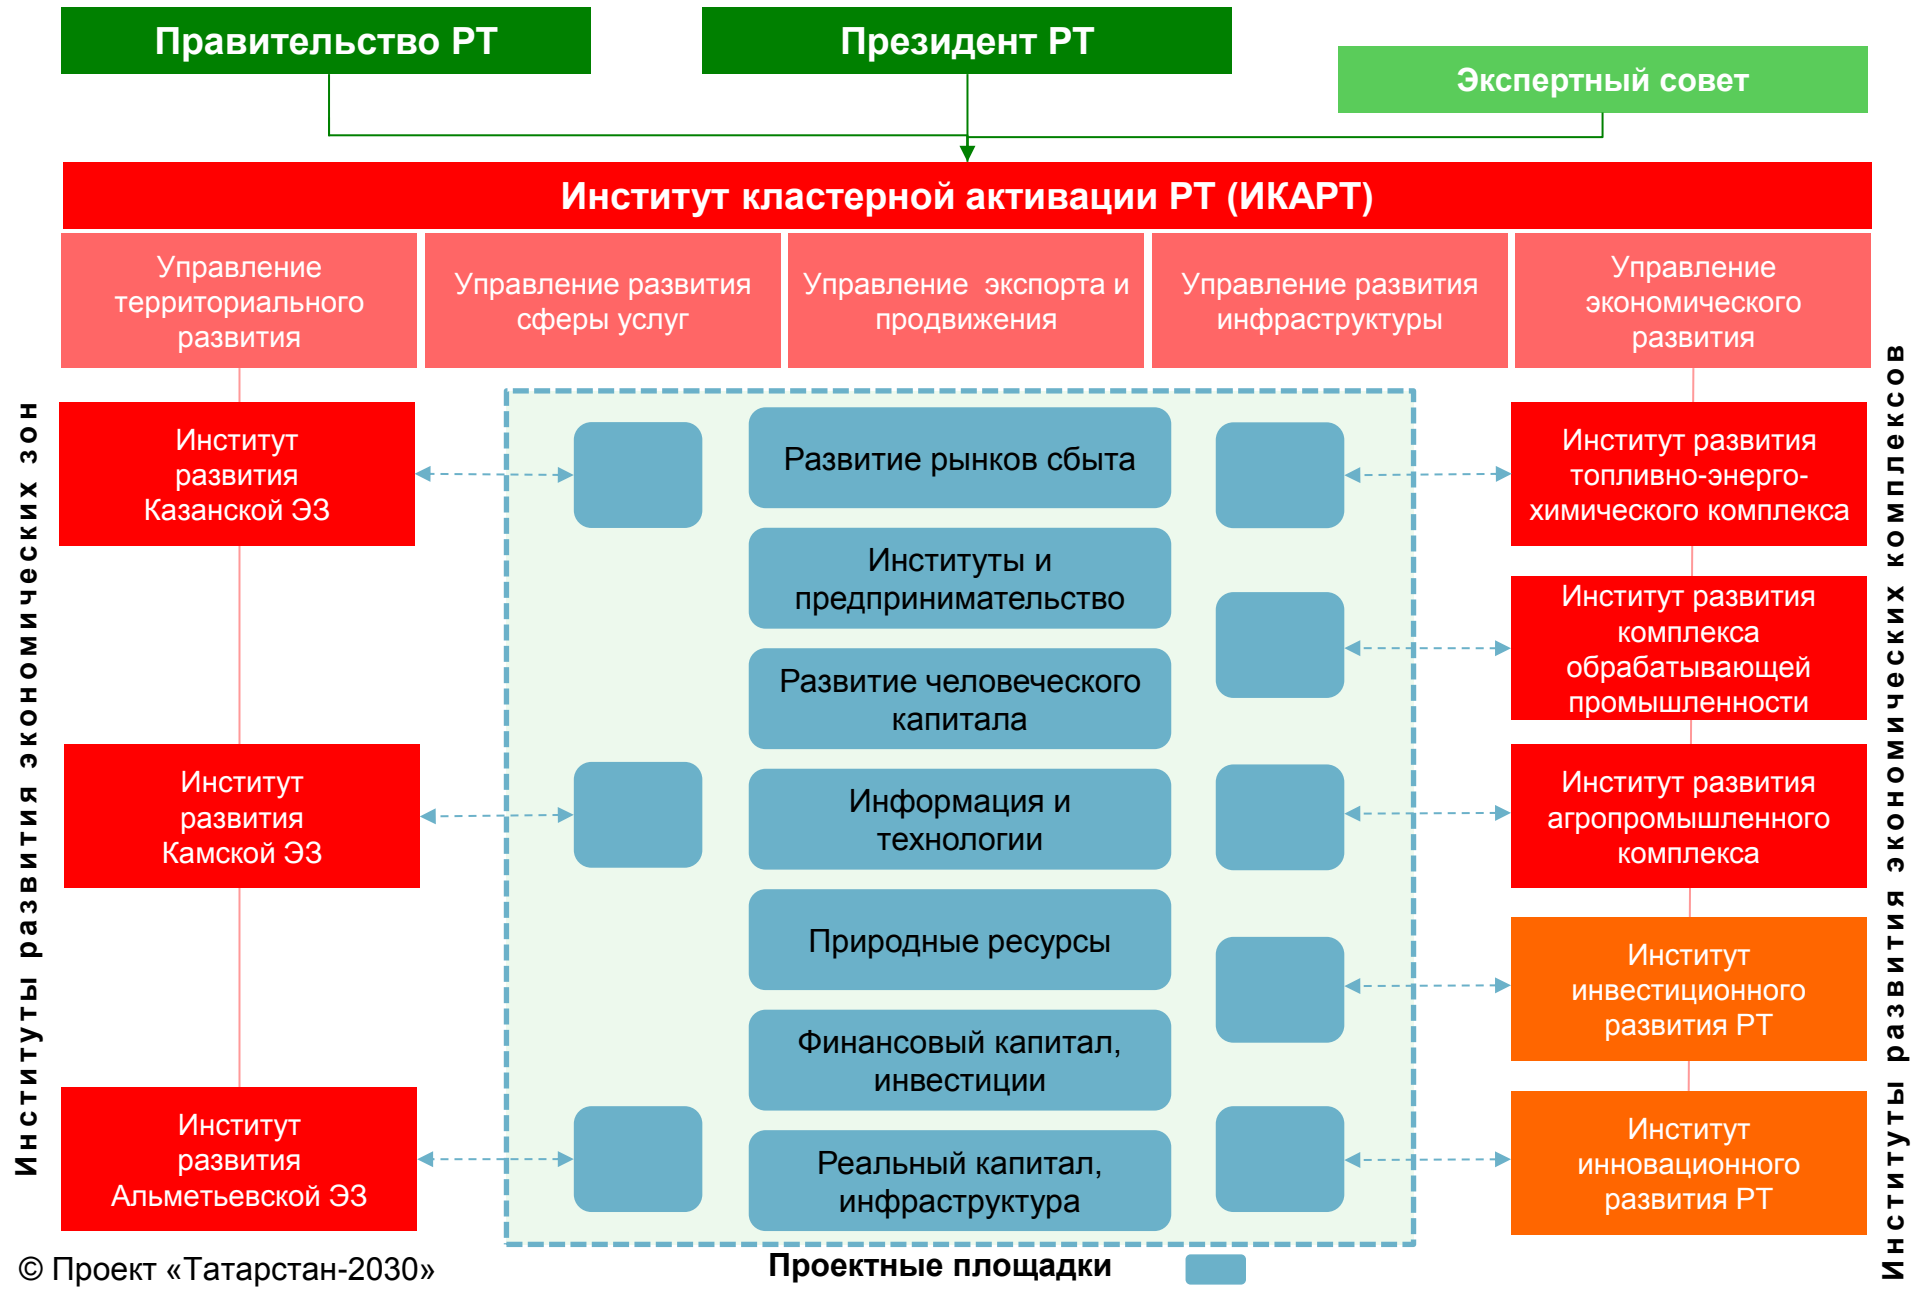 Правительство РТ
Президент РТ
Экспертный совет
Институт кластерной активации РТ (ИКАРТ)
Управление
территориального
развития
Управление развития
сферы услуг
Управление экспорта и
продвижения
Управление развития
инфраструктуры
Управление
экономического
развития
Институты развития экономических зон
Институт
развития
Казанской ЭЗ
Институт
развития
Камской ЭЗ
Институт
развития
Альметьевской ЭЗ
Развитие рынков сбыта
Институты и
предпринимательство
Развитие человеческого
капитала
Информация и
технологии
Природные ресурсы
Финансовый капитал,
инвестиции
Реальный капитал,
инфраструктура
Институт развития
топливно-энерго-
химического комплекса
Институт развития
комплекса
обрабатывающей
промышленности
Институт развития
агропромышленного
комплекса
Институт
инвестиционного
развития РТ
Институт
инновационного
развития РТ
Институты развития экономических комплексов
© Проект «Татарстан-2030»
Проектные площадки